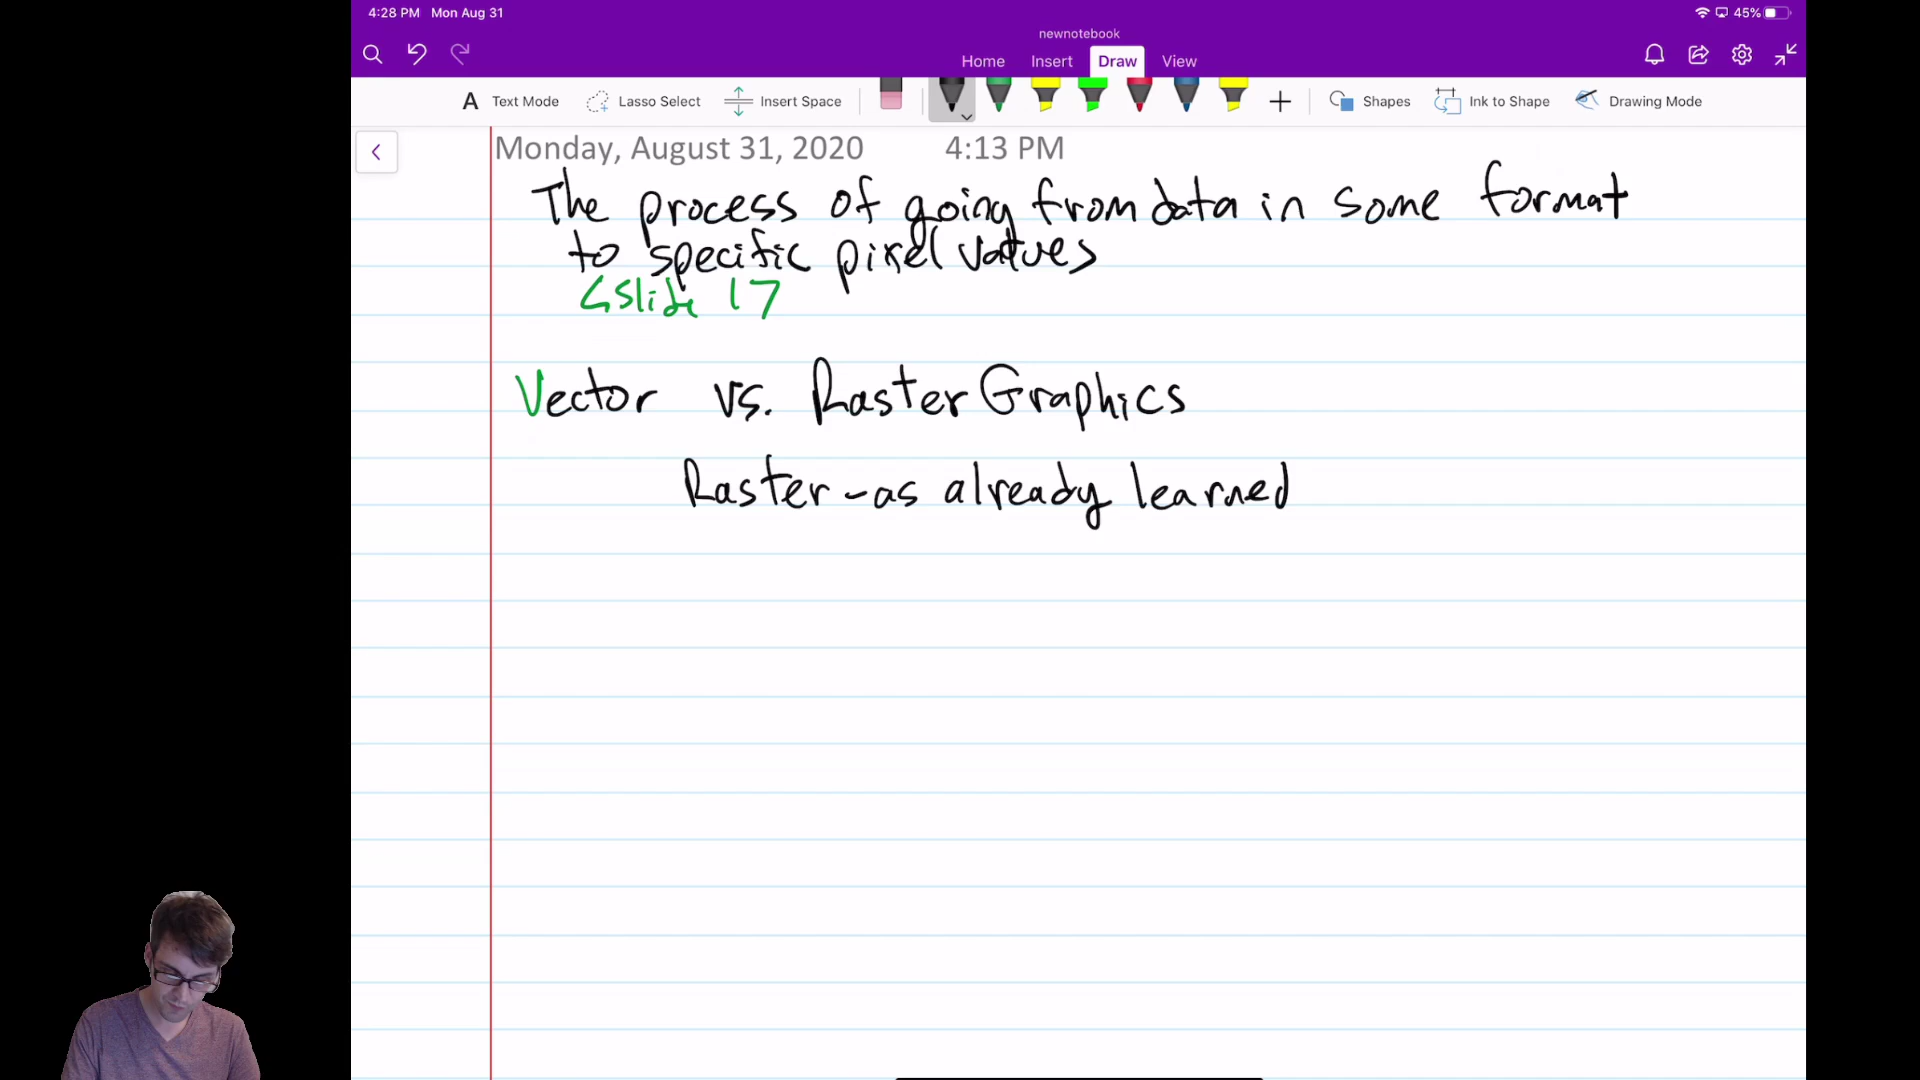 4:28 PM Mon Aug 31
45%
newnotebook
Home Insert Draw View
Text Mode Lasso Select Insert Space Shapes Ink to Shape Drawing Mode
Monday, August 31, 2020 4:13 PM
The process of going from data in some format
to specific pixel values
Slide 17
Vector vs. Raster Graphics
Raster - as already learned